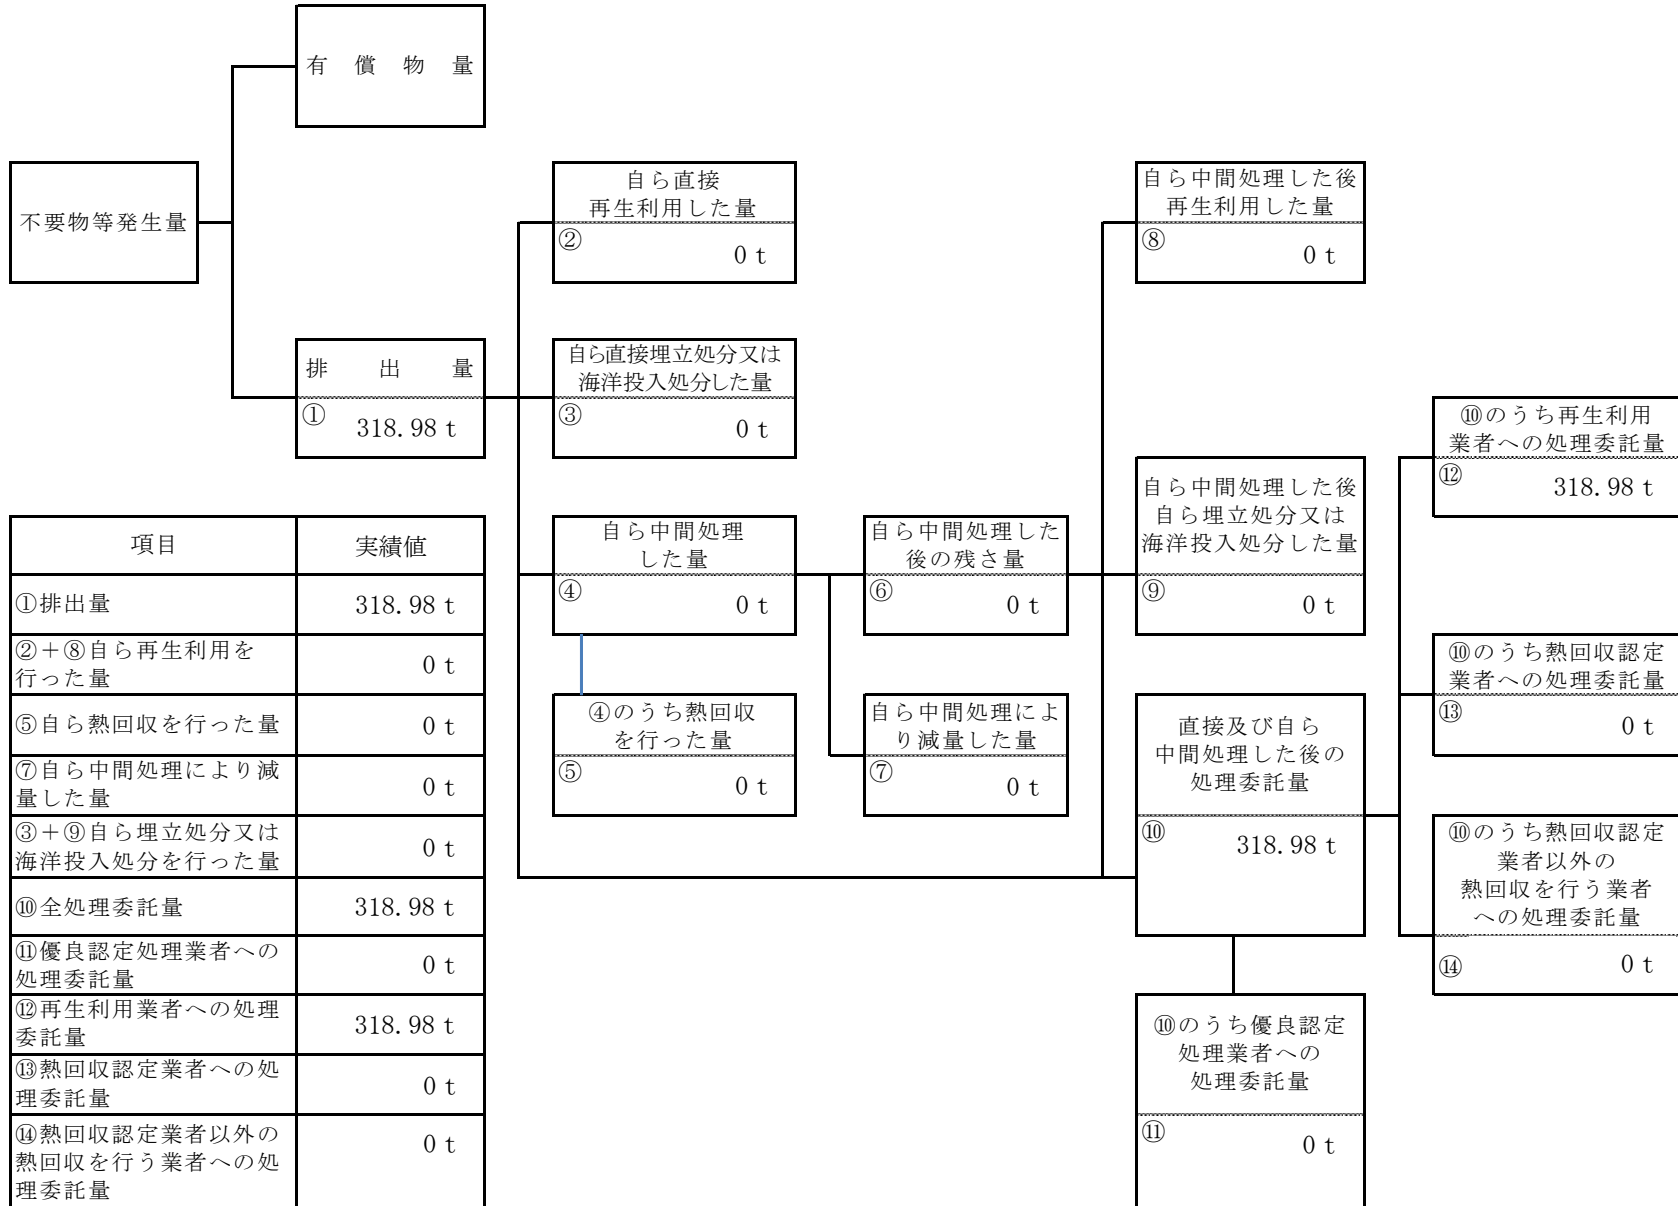 有償物量
不要物等発生量
排出量
①
318.98 t
自ら直接
再生利用した量
②
0 t
自ら直接埋立処分又は
海洋投入処分した量
③
0 t
自ら中間処理
した量
④
0 t
④のうち熱回収
を行った量
⑤
0 t
自ら中間処理した
後の残さ量
⑥
0 t
自ら中間処理によ
り減量した量
⑦
0 t
自ら中間処理した後
再生利用した量
⑧
0 t
自ら中間処理した後
自ら埋立処分又は
海洋投入処分した量
⑨
0 t
直接及び自ら
中間処理した後の
処理委託量
⑩
318.98 t
⑩のうち優良認定
処理業者への
処理委託量
⑪
0 t
⑩のうち再生利用
業者への処理委託量
⑫
318.98 t
⑩のうち熱回収認定
業者への処理委託量
⑬
0 t
⑩のうち熱回収認定
業者以外の
熱回収を行う業者
への処理委託量
⑭
0 t
項目 実績値
①排出量 318.98 t
②＋⑧自ら再生利用を
行った量 0 t
⑤自ら熱回収を行った量 0 t
⑦自ら中間処理により減
量した量 0 t
③＋⑨自ら埋立処分又は
海洋投入処分を行った量 0 t
⑩全処理委託量 318.98 t
⑪優良認定処理業者への
処理委託量 0 t
⑫再生利用業者への処理
委託量 318.98 t
⑬熱回収認定業者への処
理委託量 0 t
⑭熱回収認定業者以外の
熱回収を行う業者への処
理委託量 0 t